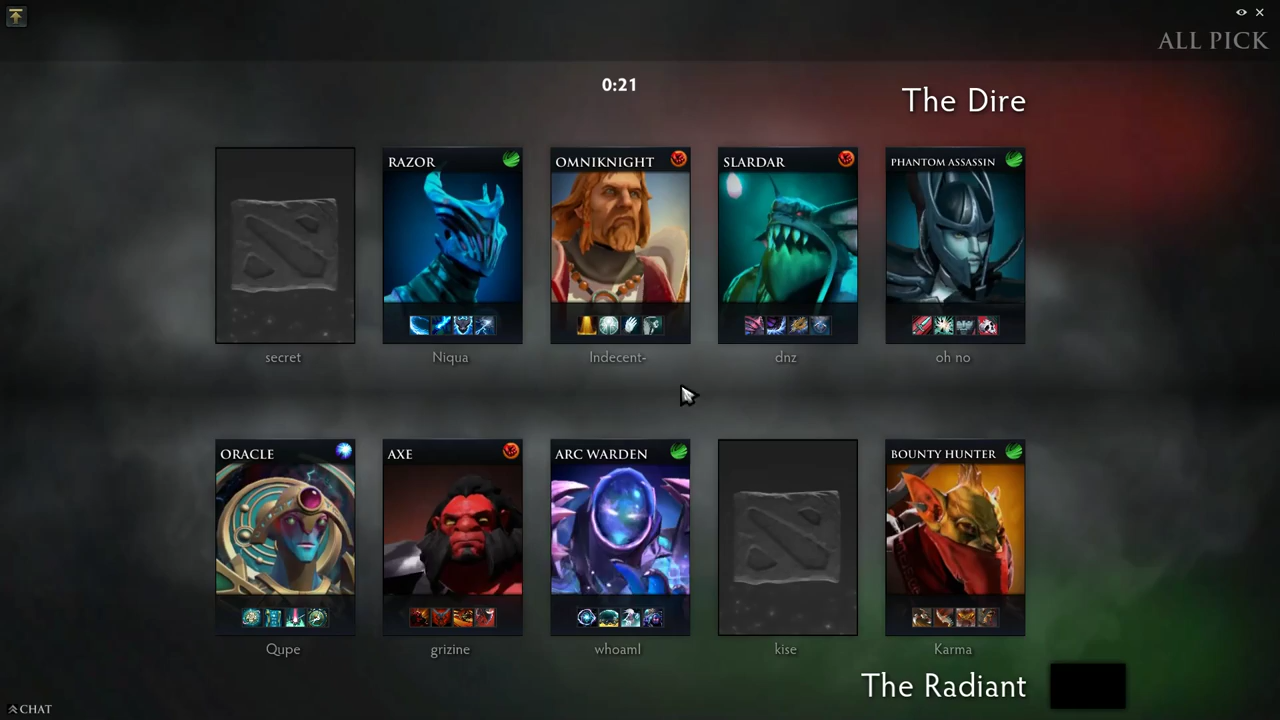 ALL PICK
0:21
The Dire
RAZOR
OMNIKNIGHT
SLARDAR
PHANTOM ASSASSIN
secret
Niqua
Indecent-
dnz
oh no
ORACLE
AXE
ARC WARDEN
BOUNTY HUNTER
Qupe
grizine
whoamI
kise
Karma
The Radiant
CHAT